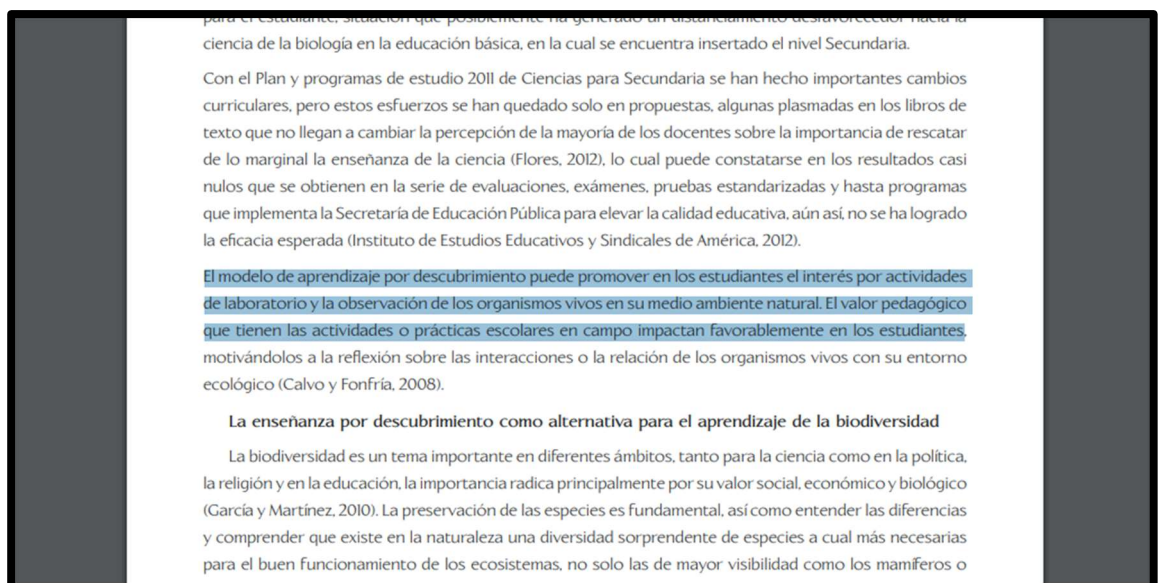 para el estudiante, situación que posiblemente ha generado un distanciamiento desfavorecedor hacia la
ciencia de la biología en la educación básica, en la cual se encuentra insertado el nivel Secundaria.
Con el Plan y programas de estudio 2011 de Ciencias para Secundaria se han hecho importantes cambios
curriculares, pero estos esfuerzos se han quedado solo en propuestas, algunas plasmadas en los libros de
texto que no llegan a cambiar la percepción de la mayoría de los docentes sobre la importancia de rescatar
de lo marginal la enseñanza de la ciencia (Flores, 2012), lo cual puede constatarse en los resultados casi
nulos que se obtienen en la serie de evaluaciones, exámenes, pruebas estandarizadas y hasta programas
que implementa la Secretaría de Educación Pública para elevar la calidad educativa, aún así, no se ha logrado
la eficacia esperada (Instituto de Estudios Educativos y Sindicales de América, 2012).
El modelo de aprendizaje por descubrimiento puede promover en los estudiantes el interés por actividades
de laboratorio y la observación de los organismos vivos en su medio ambiente natural. El valor pedagógico
que tienen las actividades o prácticas escolares en campo impactan favorablemente en los estudiantes,
motivándolos a la reflexión sobre las interacciones o la relación de los organismos vivos con su entorno
ecológico (Calvo y Fonfría, 2008).
La enseñanza por descubrimiento como alternativa para el aprendizaje de la biodiversidad
La biodiversidad es un tema importante en diferentes ámbitos, tanto para la ciencia como en la política,
la religión y en la educación, la importancia radica principalmente por su valor social, económico y biológico
(García y Martínez, 2010). La preservación de las especies es fundamental, así como entender las diferencias
y comprender que existe en la naturaleza una diversidad sorprendente de especies a cual más necesarias
para el buen funcionamiento de los ecosistemas, no solo las de mayor visibilidad como los mamíferos o